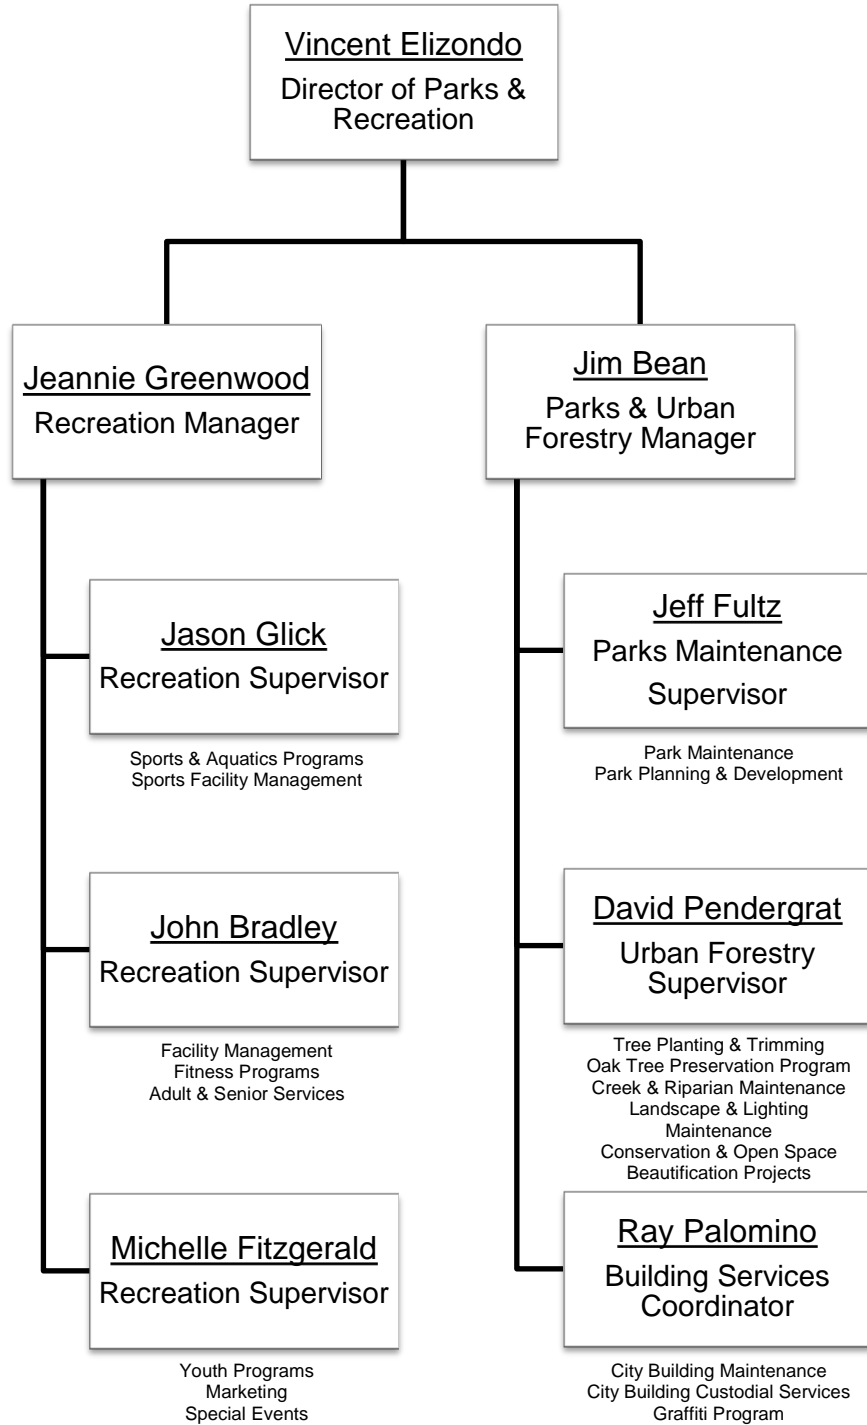 Vincent Elizondo
Director of Parks &
Recreation
Jeannie Greenwood
Recreation Manager
Jason Glick
Recreation Supervisor
Sports & Aquatics Programs
Sports Facility Management
John Bradley
Recreation Supervisor
Facility Management
Fitness Programs
Adult & Senior Services
Michelle Fitzgerald
Recreation Supervisor
Youth Programs
Marketing
Special Events
Jim Bean
Parks & Urban
Forestry Manager
Jeff Fultz
Parks Maintenance
Supervisor
Park Maintenance
Park Planning & Development
David Pendergrat
Urban Forestry
Supervisor
Tree Planting & Trimming
Oak Tree Preservation Program
Creek & Riparian Maintenance
Landscape & Lighting
Maintenance
Conservation & Open Space
Beautification Projects
Ray Palomino
Building Services
Coordinator
City Building Maintenance
City Building Custodial Services
Graffiti Program